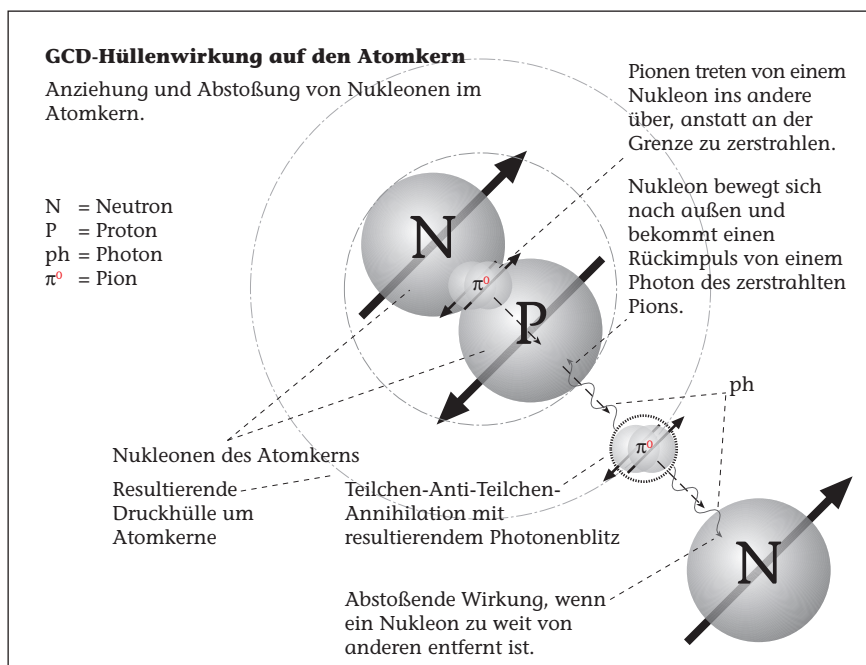 GCD-Hüllenwirkung auf den Atomkern
Anziehung und Abstoßung von Nukleonen im
Atomkern.
N = Neutron
P = Proton
ph = Photon
π⁰ = Pion
Pionen treten von einem
Nukleon ins andere
über, anstatt an der
Grenze zu zerstrahlen.
Nukleon bewegt sich
nach außen und
bekommt einen
Rückimpuls von einem
Photon des zerstrahlten
Pions.
N
π⁰
P
ph
π⁰
N
Nukleonen des Atomkerns
Resultierende
Druckhülle um
Atomkerne
Teilchen-Anti-Teilchen-
Annihilation mit
resultierendem Photonenblitz
Abstoßende Wirkung, wenn
ein Nukleon zu weit von
anderen entfernt ist.